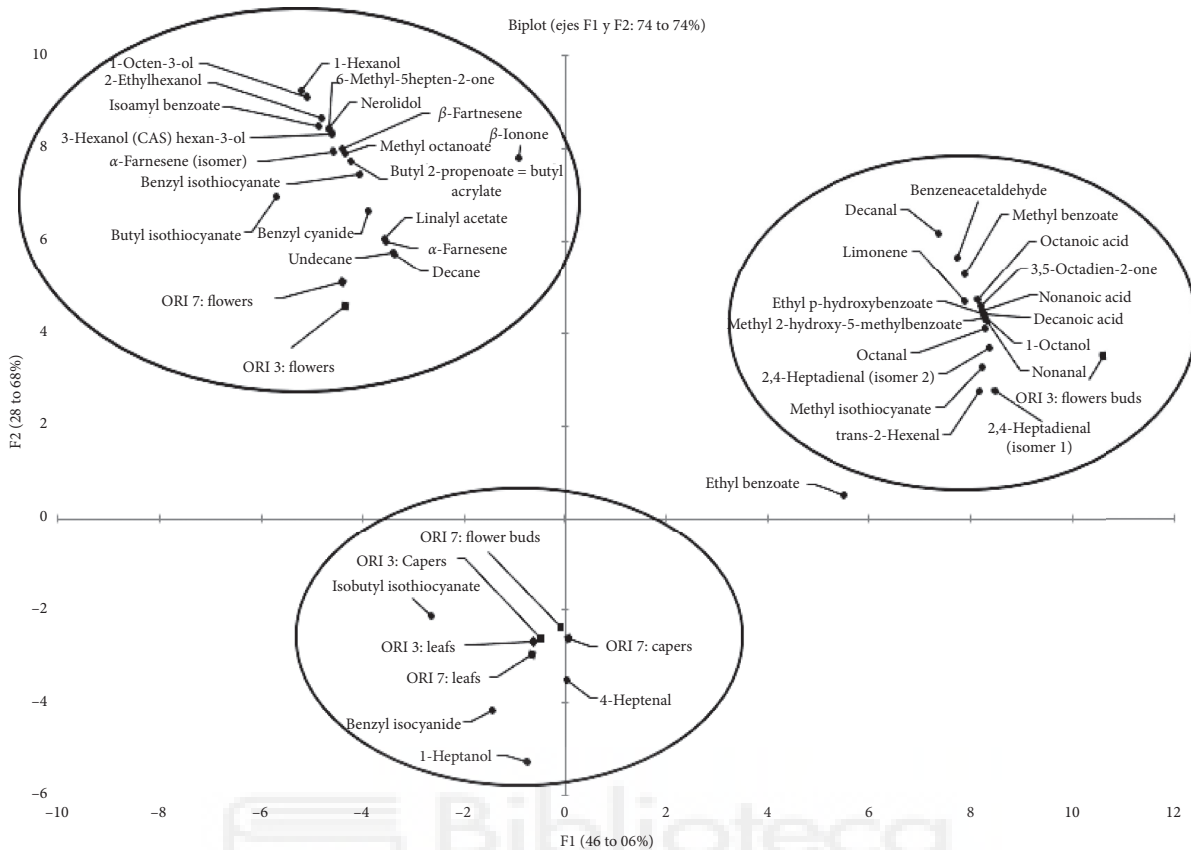 Biplot (ejes F1 y F2: 74 to 74%)
10
8
6
4
2
0
−2
−4
−6
F2 (28 to 68%)
1-Octen-3-ol
1-Hexanol
2-Ethylhexanol
6-Methyl-5hepten-2-one
Isoamyl benzoate
Nerolidol
β-Fartnesene
β-Ionone
3-Hexanol (CAS) hexan-3-ol
Methyl octanoate
α-Farnesene (isomer)
Butyl 2-propenoate = butyl
acrylate
Benzyl isothiocyanate
Linalyl acetate
Butyl isothiocyanate
Benzyl cyanide
α-Farnesene
Undecane
Decane
ORI 7: flowers
ORI 3: flowers
Benzeneacetaldehyde
Decanal
Methyl benzoate
Limonene
Octanoic acid
3,5-Octadien-2-one
Ethyl p-hydroxybenzoate
Nonanoic acid
Methyl 2-hydroxy-5-methylbenzoate
Decanoic acid
1-Octanol
Octanal
2,4-Heptadienal (isomer 2)
Nonanal
ORI 3: flowers buds
Methyl isothiocyanate
trans-2-Hexenal
2,4-Heptadienal
(isomer 1)
Ethyl benzoate
ORI 7: flower buds
ORI 3: Capers
Isobutyl isothiocyanate
ORI 3: leafs
ORI 7: capers
ORI 7: leafs
4-Heptenal
Benzyl isocyanide
1-Heptanol
−10
−8
−6
−4
−2
0
2
4
6
8
10
12
F1 (46 to 06%)
Biblioteca